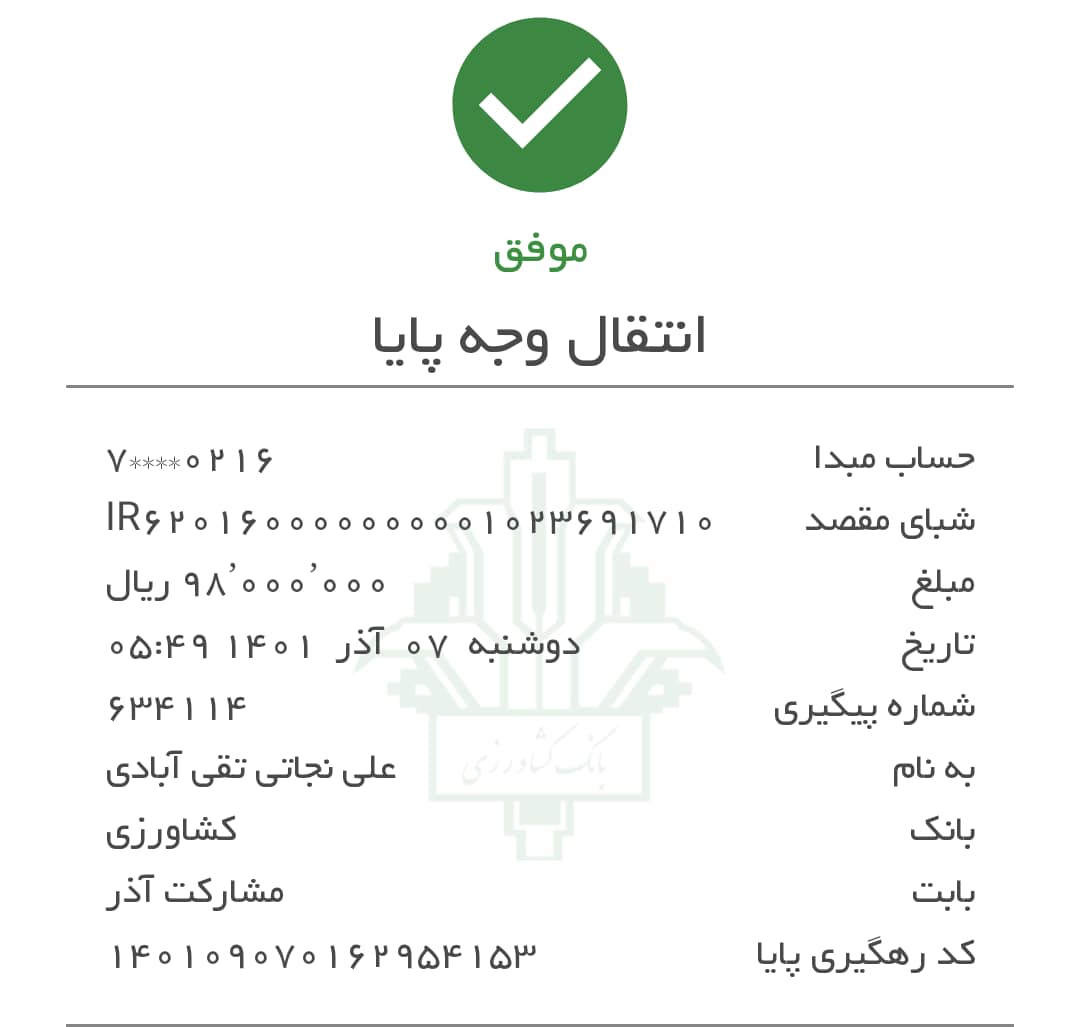 موفق
انتقال وجه پایا
حساب مبدا ۷****۰۲۱۶
شبای مقصد IR۶۲۰۱۶۰۰۰۰۰۰۰۰۰۰۱۰۲۳۶۹۱۷۱۰
مبلغ ۹۸٬۰۰۰٬۰۰۰ ریال
تاریخ دوشنبه ۰۷ آذر ۱۴۰۱ ۰۵:۴۹
شماره پیگیری ۶۳۴۱۱۴
بانک کشاورزی
به نام علی نجاتی تقی آبادی
بانک کشاورزی
بابت مشارکت آذر
کد رهگیری پایا ۱۴۰۱۰۹۰۷۰۱۶۲۹۵۴۱۵۳